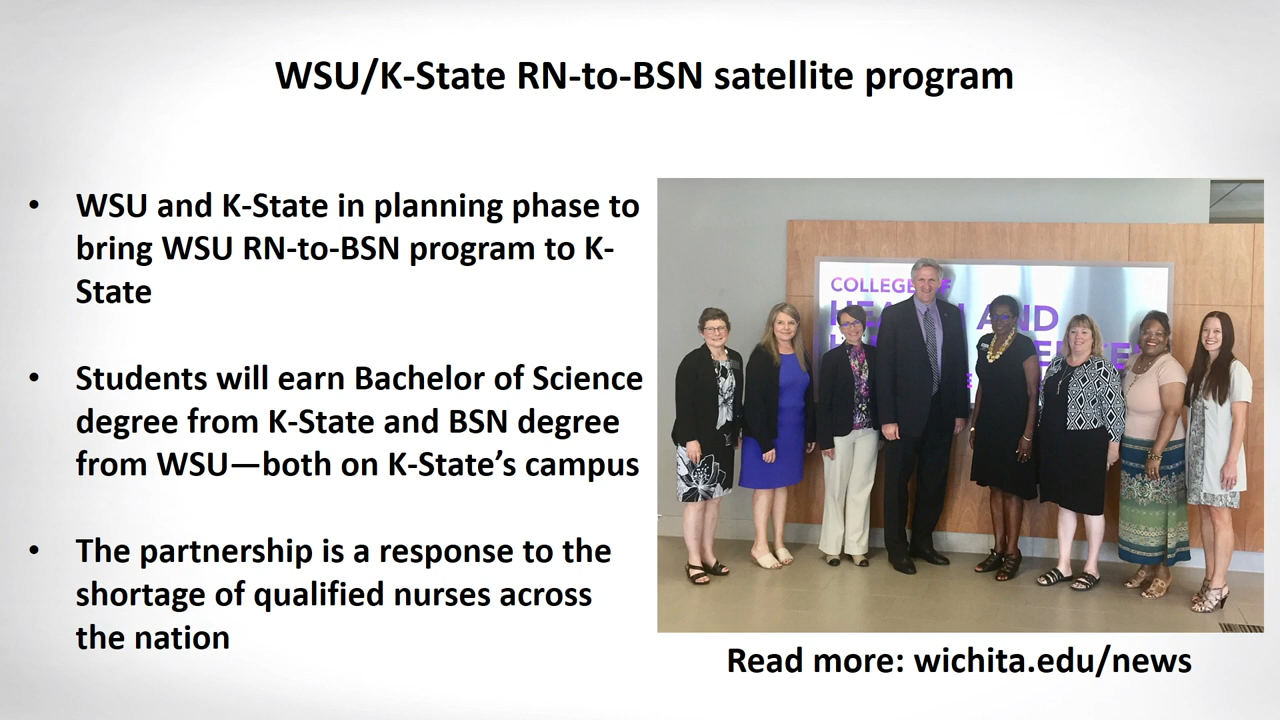 WSU/K-State RN-to-BSN satellite program
• WSU and K-State in planning phase to
bring WSU RN-to-BSN program to K-
State
• Students will earn Bachelor of Science
degree from K-State and BSN degree
from WSU—both on K-State’s campus
• The partnership is a response to the
shortage of qualified nurses across
the nation
COLLEGE
AND
Read more: wichita.edu/news